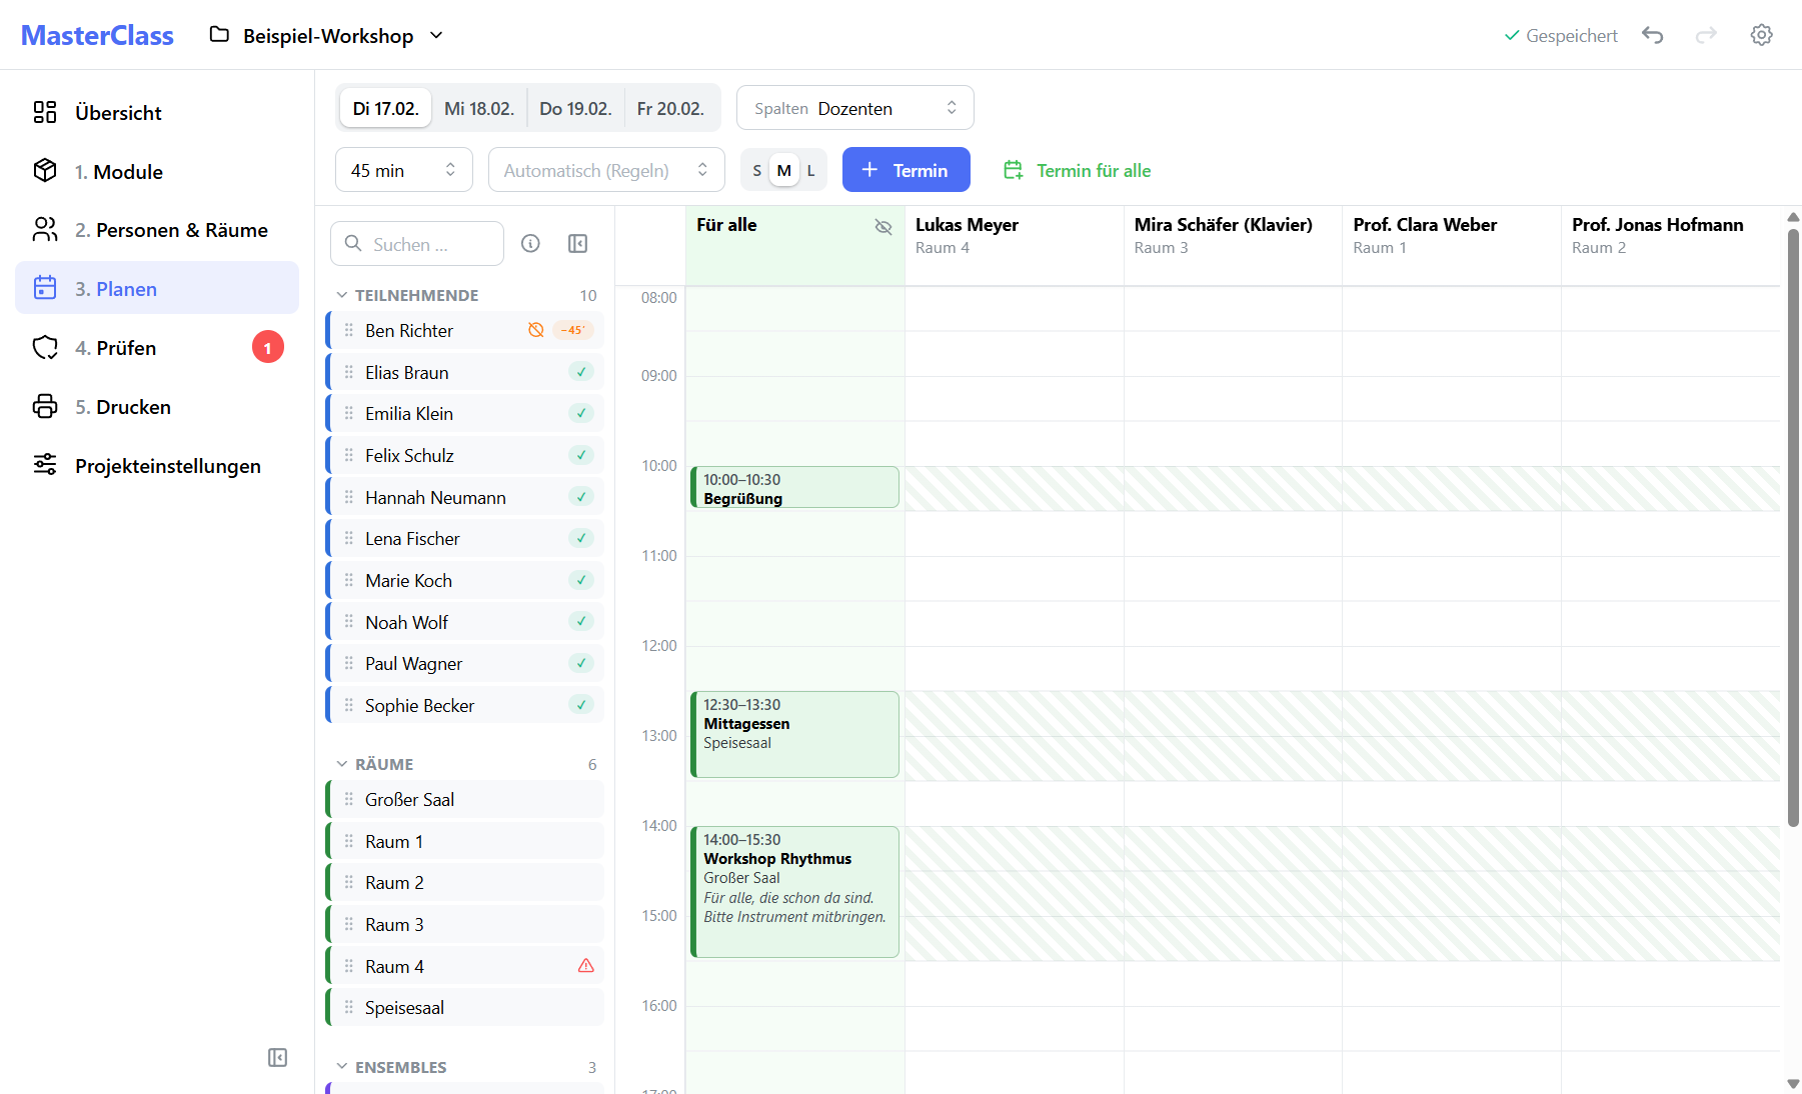 MasterClass
Beispiel-Workshop
Gespeichert
Übersicht
1. Module
2. Personen & Räume
3. Planen
4. Prüfen
1
5. Drucken
Projekteinstellungen
Di 17.02.
Mi 18.02.
Do 19.02.
Fr 20.02.
Spalten Dozenten
45 min
Automatisch (Regeln)
S
M
L
+ Termin
Termin für alle
Suchen ...
TEILNEHMENDE 10
Ben Richter -45'
Elias Braun
Emilia Klein
Felix Schulz
Hannah Neumann
Lena Fischer
Marie Koch
Noah Wolf
Paul Wagner
Sophie Becker
RÄUME 6
Großer Saal
Raum 1
Raum 2
Raum 3
Raum 4
Speisesaal
ENSEMBLES 3
Für alle
Lukas Meyer
Raum 4
Mira Schäfer (Klavier)
Raum 3
Prof. Clara Weber
Raum 1
Prof. Jonas Hofmann
Raum 2
08:00
09:00
10:00
11:00
12:00
13:00
14:00
15:00
16:00
17:00
10:00–10:30
Begrüßung
12:30–13:30
Mittagessen
Speisesaal
14:00–15:30
Workshop Rhythmus
Großer Saal
Für alle, die schon da sind.
Bitte Instrument mitbringen.